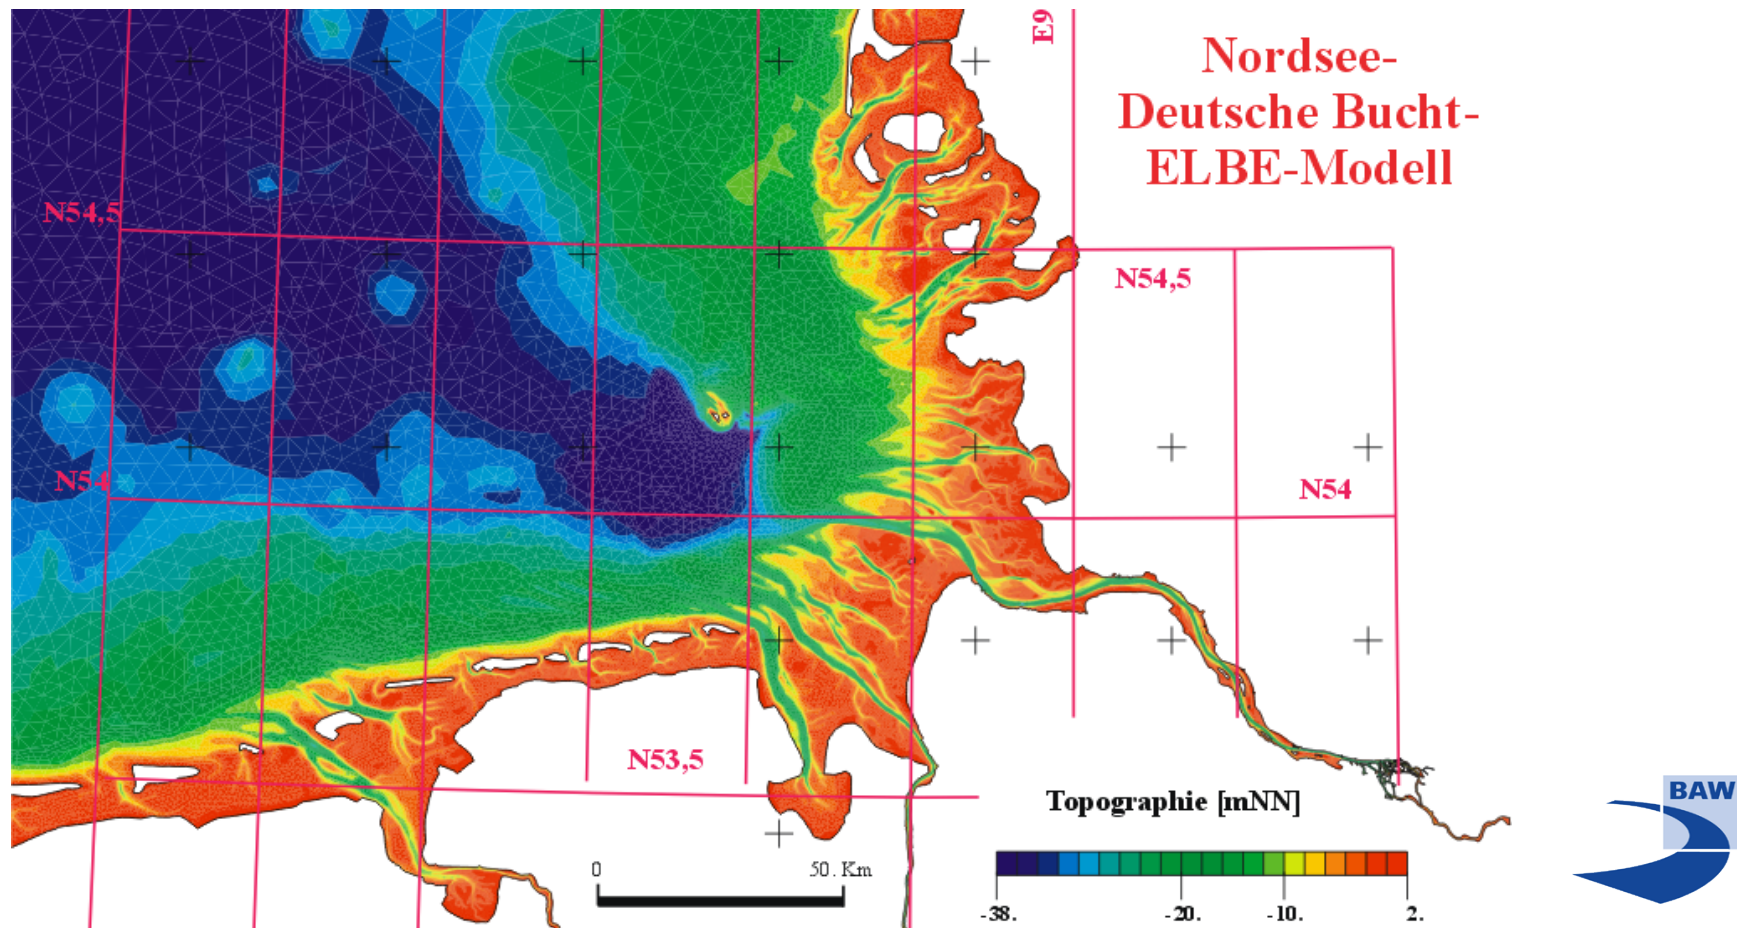 E9
Nordsee-
Deutsche Bucht-
ELBE-Modell
N54,5
N54,5
N54
N54
N53,5
Topographie [mNN]
BAW
0 50. Km
-38. -20. -10. 2.